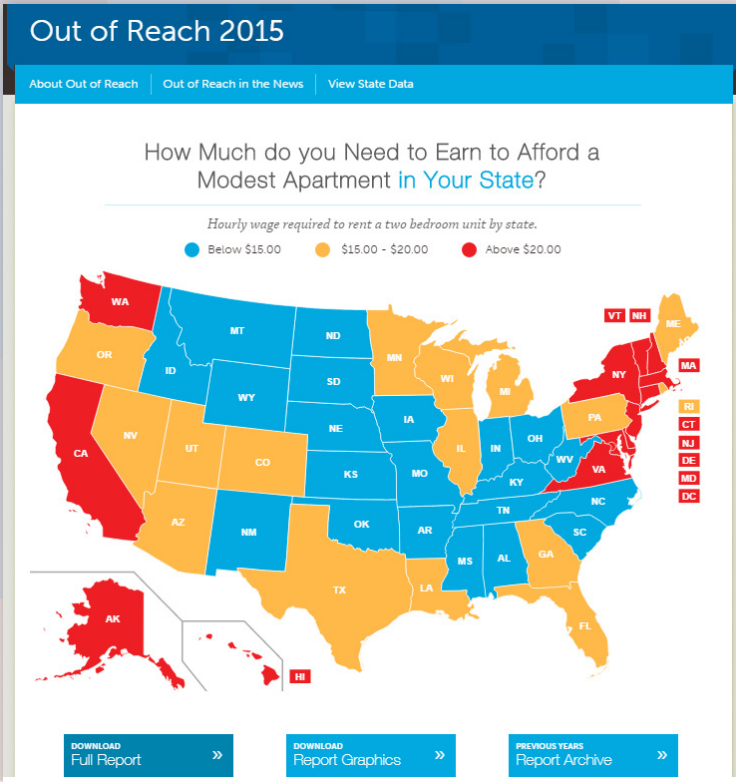 Out of Reach 2015
About Out of Reach
Out of Reach in the News
View State Data
How Much do you Need to Earn to Afford a
Modest Apartment in Your State?
Hourly wage required to rent a two bedroom unit by state.
Below $15.00
$15.00 - $20.00
Above $20.00
WA
VT
NH
ME
MT
ND
OR
MN
MA
ID
SD
WI
NY
MI
WY
RI
IA
PA
CT
NE
NV
OH
NJ
UT
IL
IN
CA
CO
WV
DE
VA
KS
MO
MD
KY
DC
NC
TN
AZ
OK
AR
NM
SC
GA
MS
AL
TX
LA
AK
FL
HI
DOWNLOAD
Full Report »
DOWNLOAD
Report Graphics »
PREVIOUS YEARS
Report Archive »